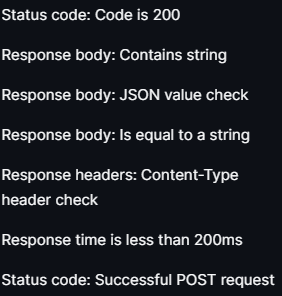 Status code: Code is 200
Response body: Contains string
Response body: JSON value check
Response body: Is equal to a string
Response headers: Content-Type
header check
Response time is less than 200ms
Status code: Successful POST request